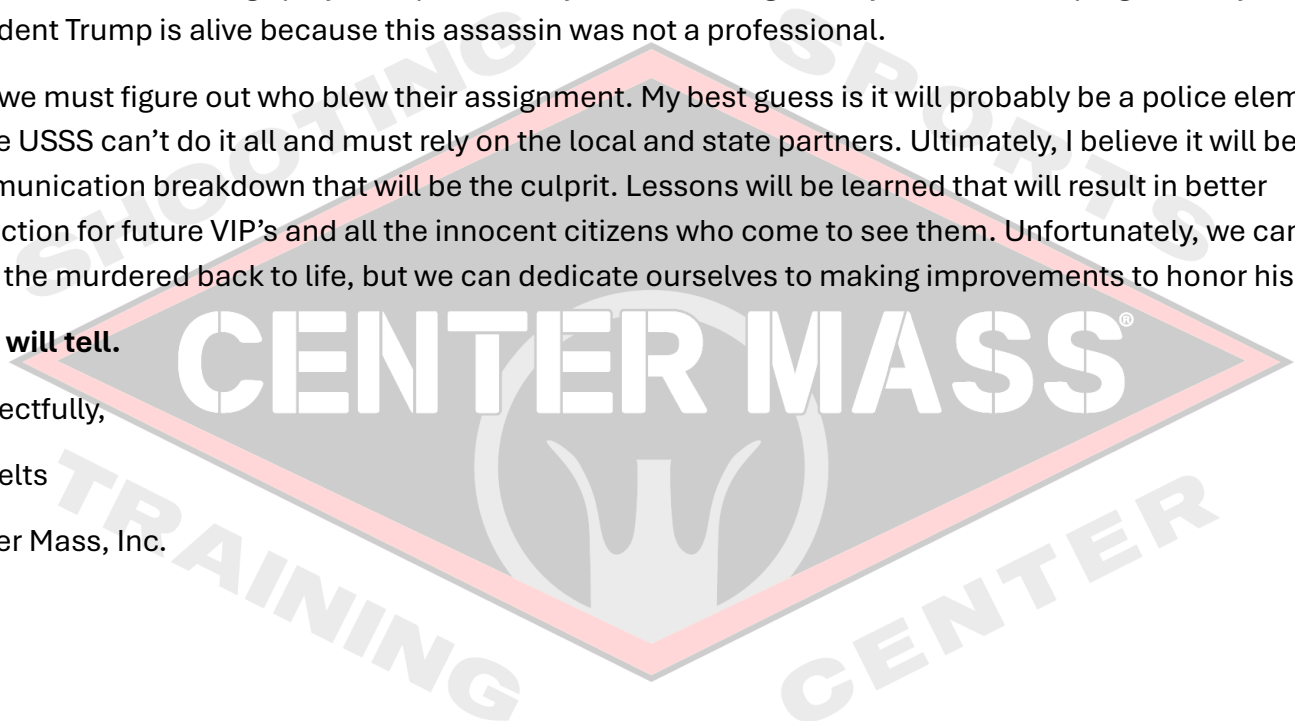 dent Trump is alive because this assassin was not a professional.
we must figure out who blew their assignment. My best guess is it will probably be a police elem
e USSS can’t do it all and must rely on the local and state partners. Ultimately, I believe it will be
munication breakdown that will be the culprit. Lessons will be learned that will result in better
ction for future VIP’s and all the innocent citizens who come to see them. Unfortunately, we can
the murdered back to life, but we can dedicate ourselves to making improvements to honor his
will tell.
ectfully,
elts
er Mass, Inc.
SHOOTING SPORTS
CENTER MASS®
TRAINING CENTER